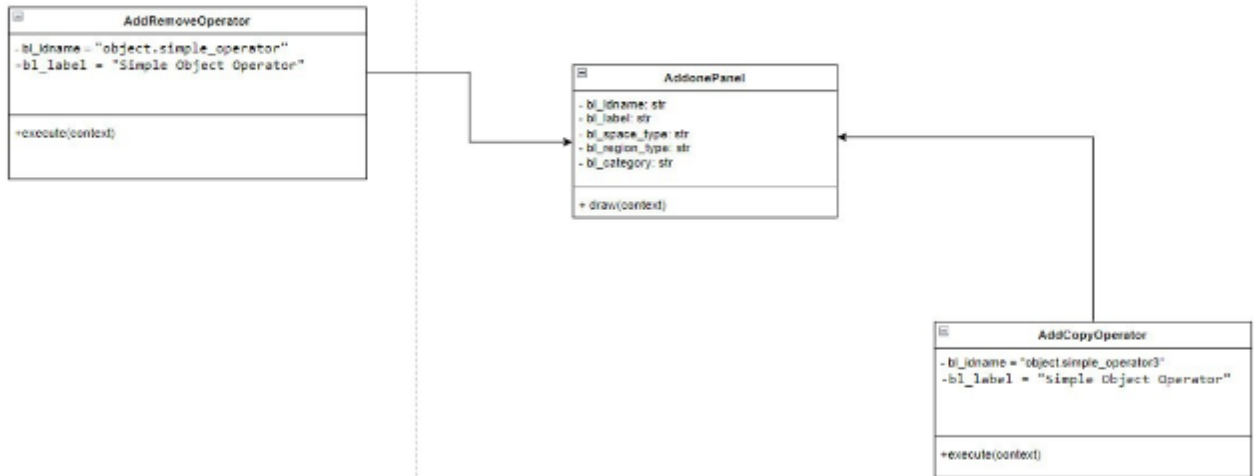 AddRemoveOperator
- bl_idname = "object.simple_operator"
-bl_label = "Simple Object Operator"
+execute(context)
AddonePanel
- bl_idname: str
- bl_label: str
- bl_space_type: str
- bl_region_type: str
- bl_category: str
+ draw(context)
AddCopyOperator
- bl_idname = "object.simple_operator3"
-bl_label = "Simple Object Operator"
+execute(context)